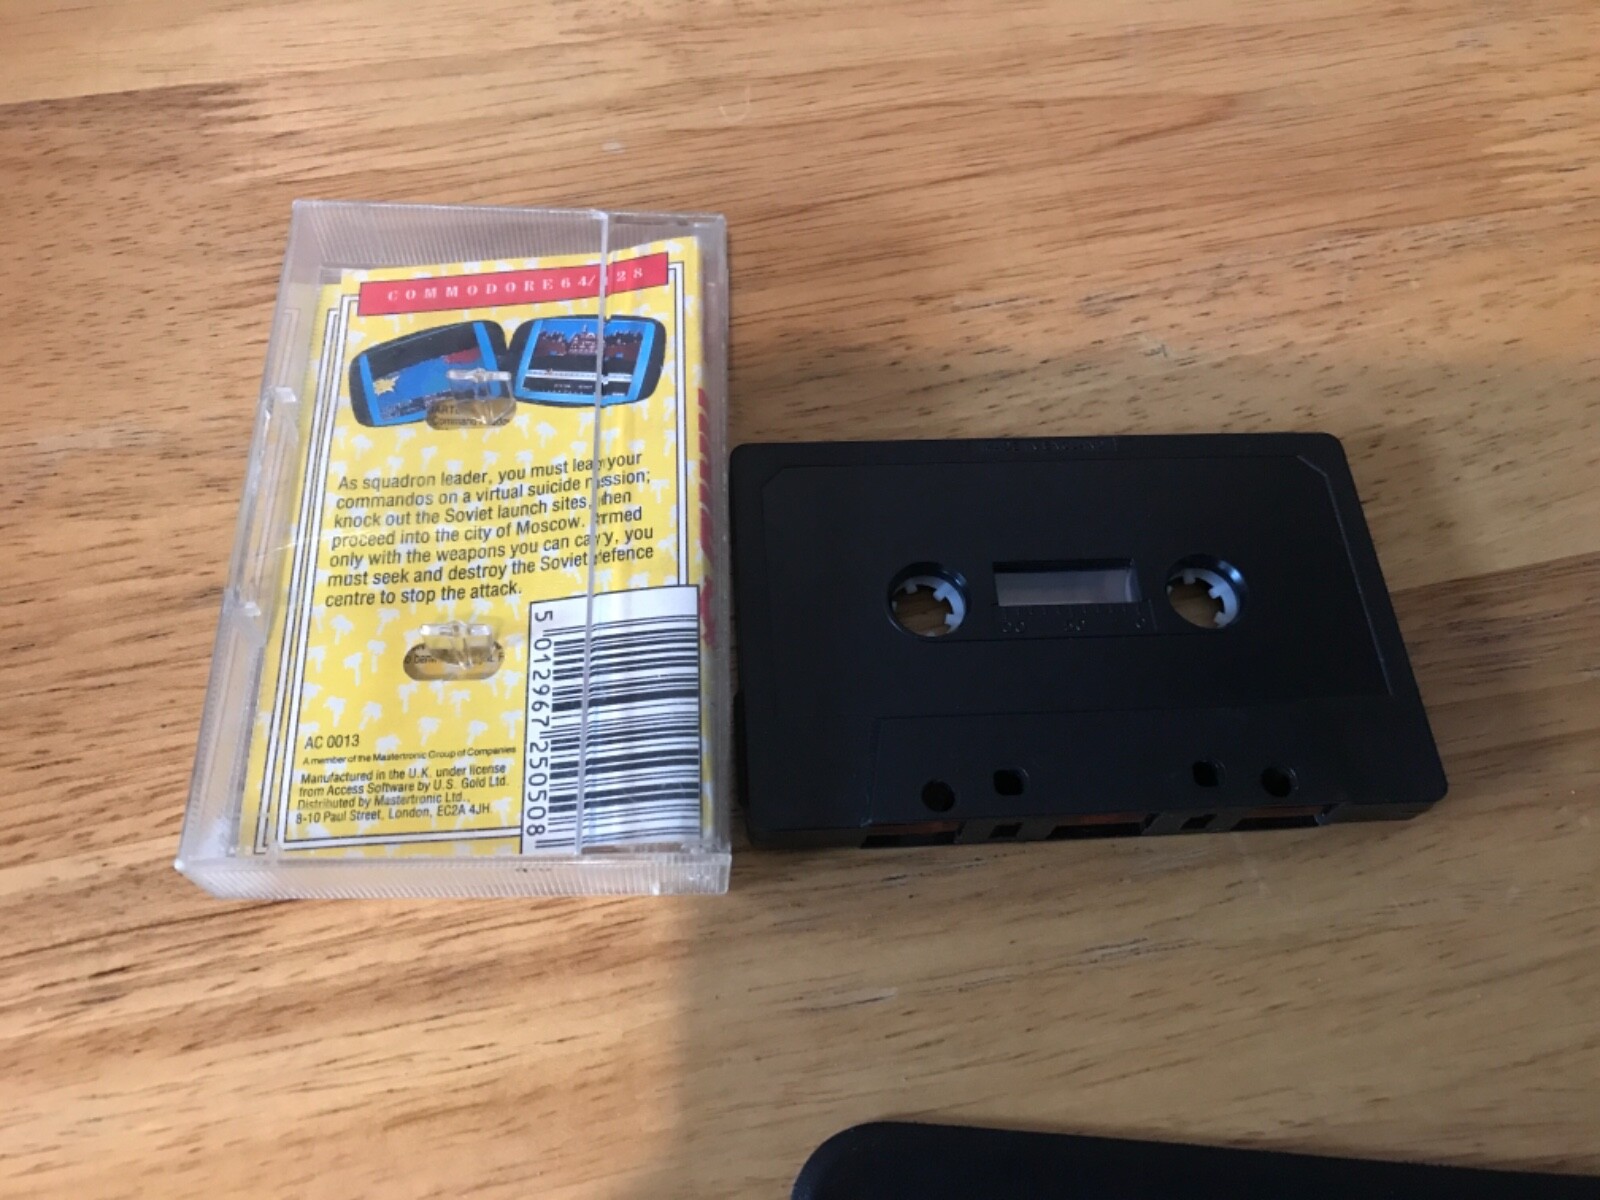 COMMODORE 64/128
As squadron leader, you must lead your
commandos on a virtual suicide mission;
knock out the Soviet launch sites, then
proceed into the city of Moscow. Armed
only with the weapons you can carry, you
must seek and destroy the Soviet defence
centre to stop the attack.
AC 0013
A member of the Mastertronic Group of Companies
Manufactured in the U.K. under license
from Access Software by U.S. Gold Ltd.
Distributed by Mastertronic Ltd.,
8-10 Paul Street, London, EC2A 4JH.
5 012967 250508
50 0